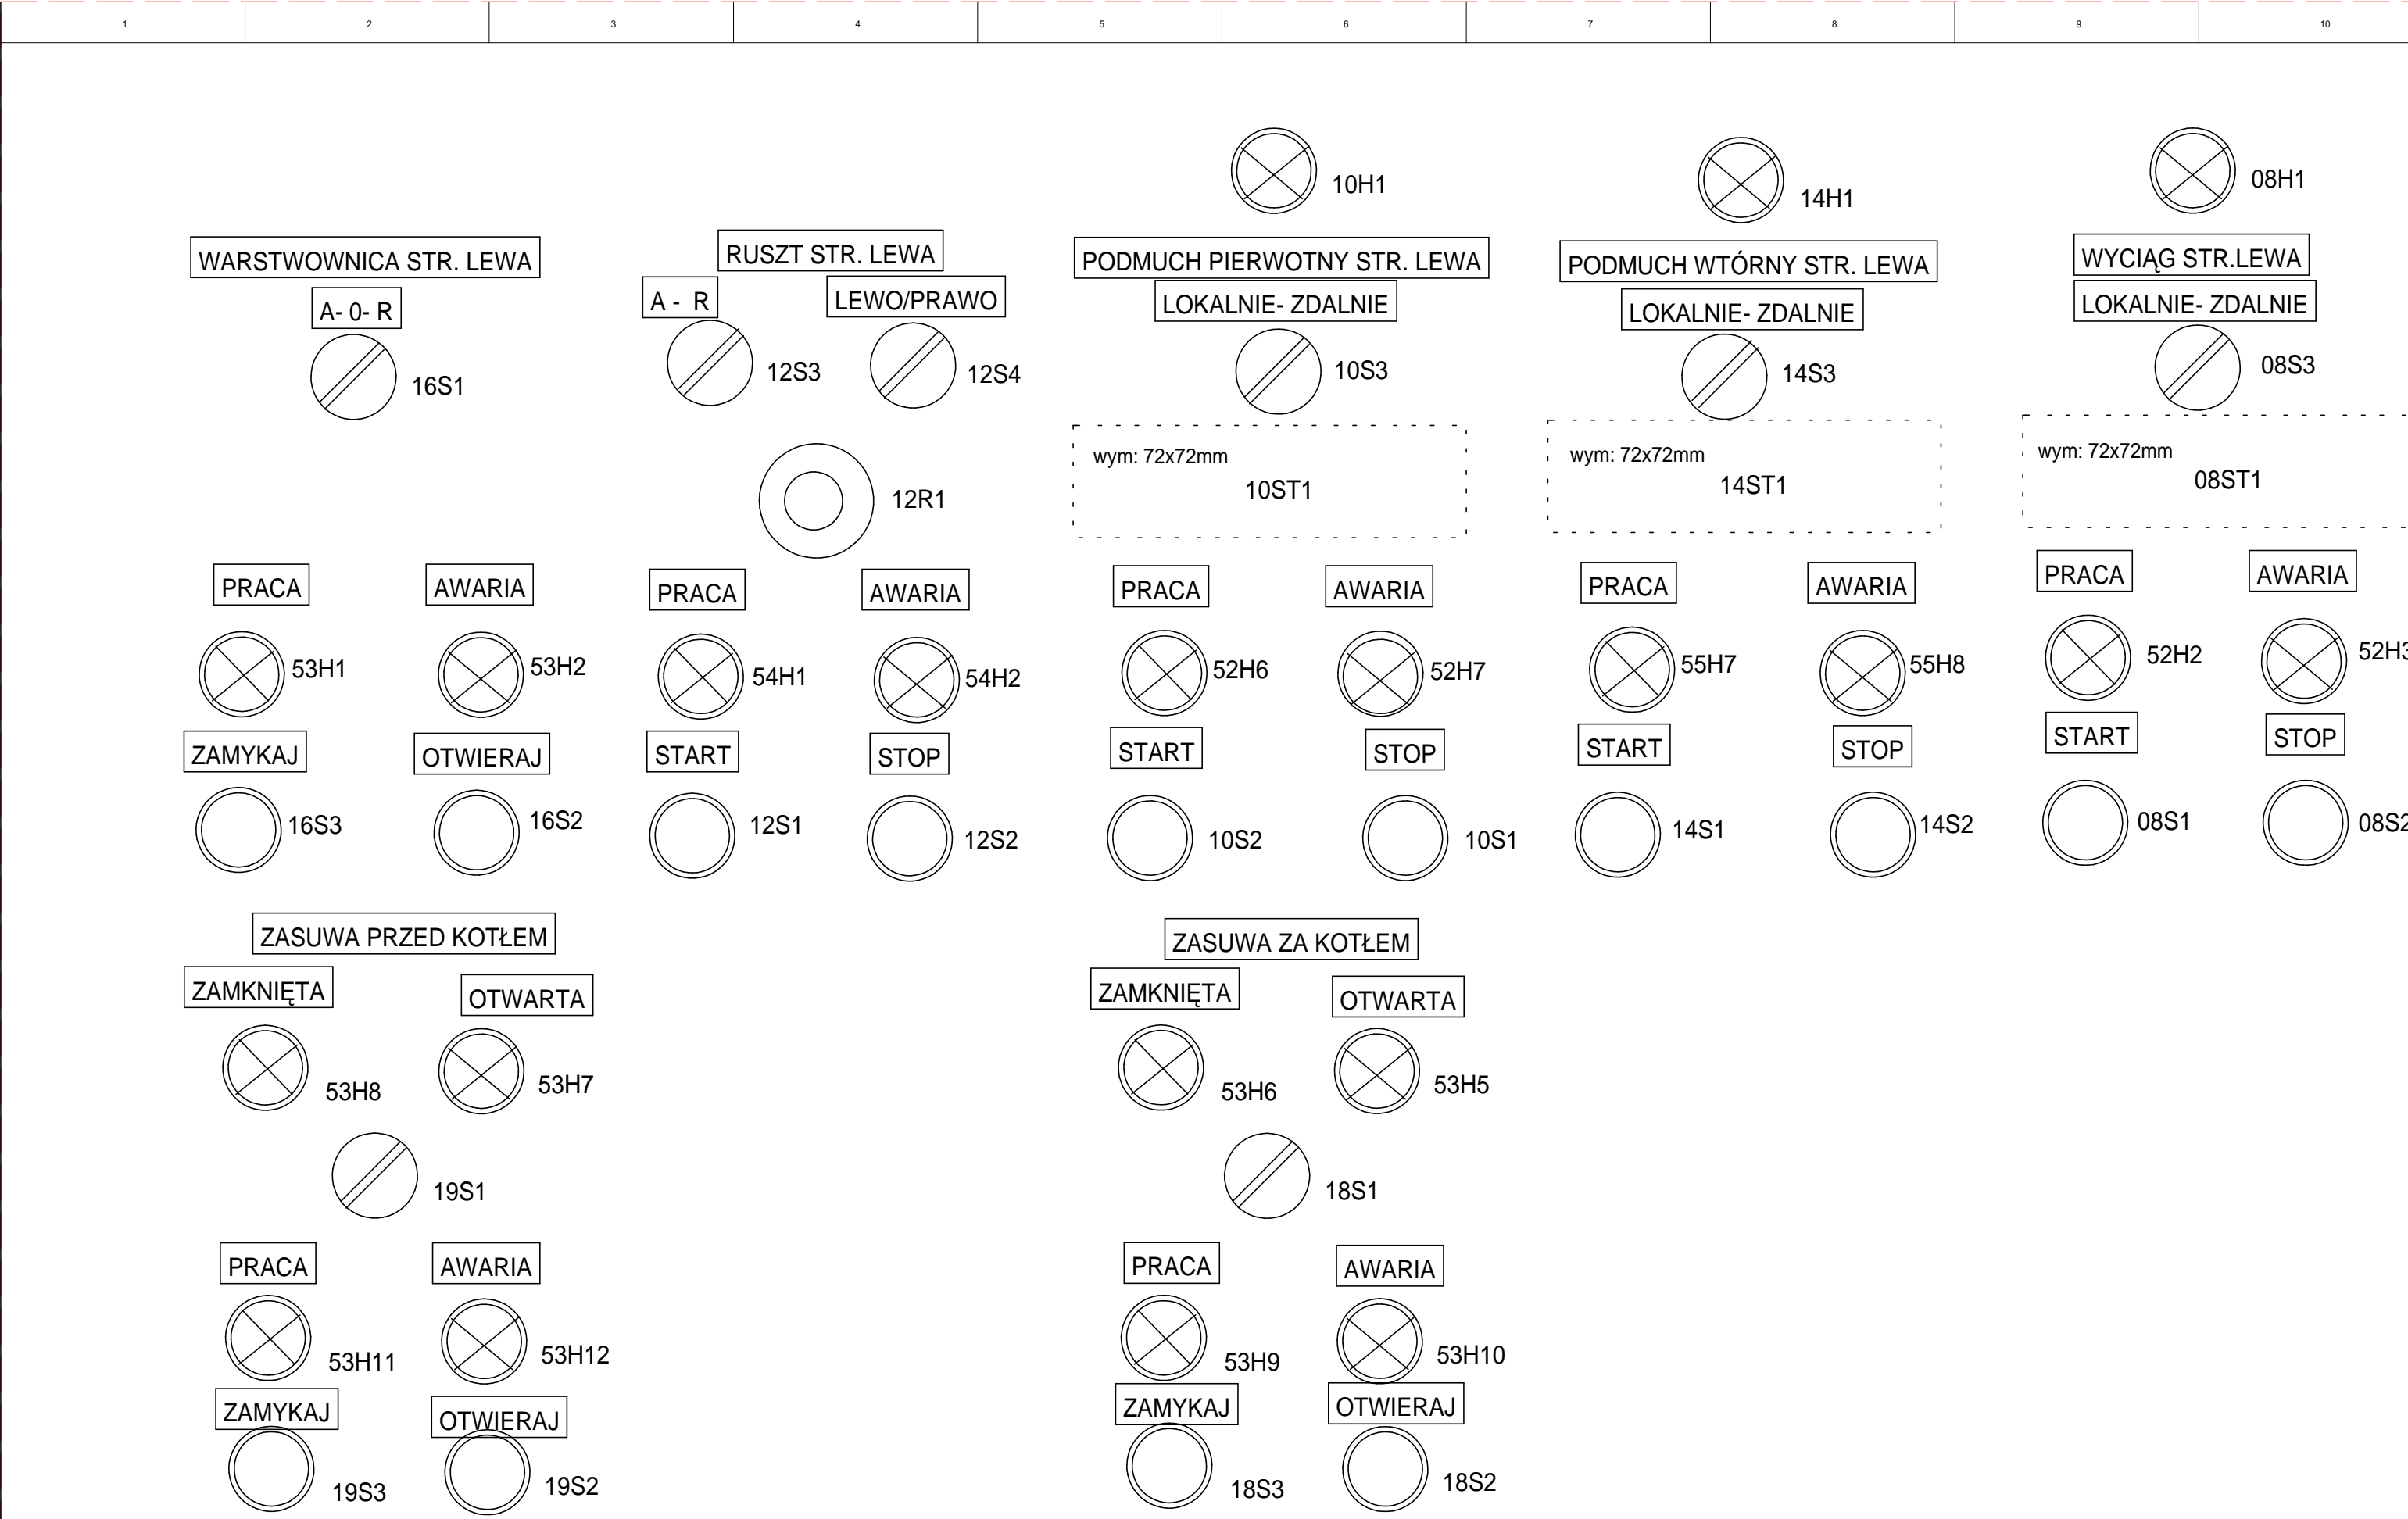 1 2 3 4 5 6 7 8 9 10
10H1 14H1 08H1
WARSTWOWNICA STR. LEWA RUSZT STR. LEWA PODMUCH PIERWOTNY STR. LEWA PODMUCH WTÓRNY STR. LEWA WYCIĄG STR.LEWA
A- 0- R A - R LEWO/PRAWO LOKALNIE- ZDALNIE LOKALNIE- ZDALNIE LOKALNIE- ZDALNIE
16S1 12S3 12S4 10S3 14S3 08S3
wym: 72x72mm wym: 72x72mm wym: 72x72mm
12R1 10ST1 14ST1 08ST1
PRACA AWARIA PRACA AWARIA PRACA AWARIA PRACA AWARIA PRACA AWARIA
53H1 53H2 54H1 54H2 52H6 52H7 55H7 55H8 52H2 52H3
ZAMYKAJ OTWIERAJ START STOP START STOP START STOP START STOP
16S3 16S2 12S1 12S2 10S2 10S1 14S1 14S2 08S1 08S2
ZASUWA PRZED KOTŁEM ZASUWA ZA KOTŁEM
ZAMKNIĘTA OTWARTA ZAMKNIĘTA OTWARTA
53H8 53H7 53H6 53H5
19S1 18S1
PRACA AWARIA PRACA AWARIA
53H11 53H12 53H9 53H10
ZAMYKAJ OTWIERAJ ZAMYKAJ OTWIERAJ
19S3 19S2 18S3 18S2